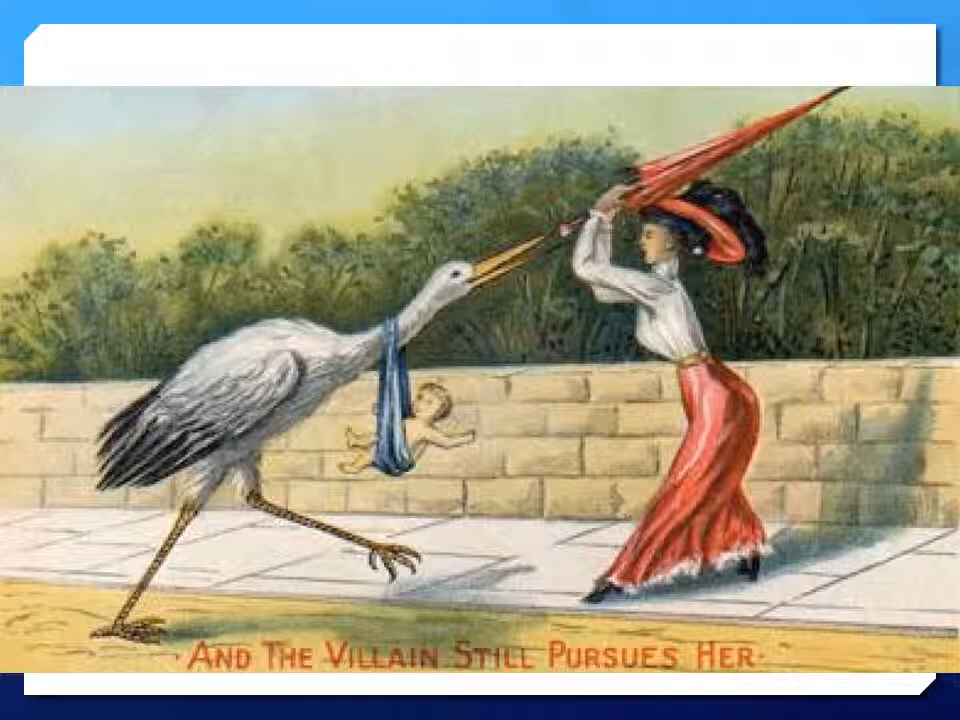 · AND THE VILLAIN STILL PURSUES HER ·